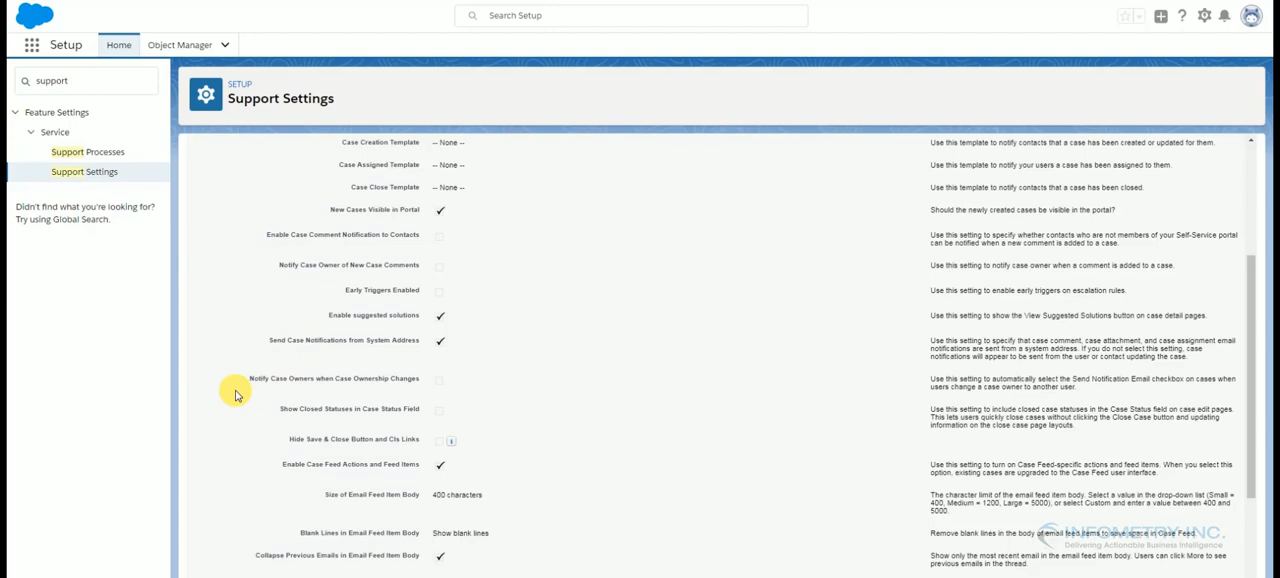 Search Setup
Setup
Home
Object Manager
support
Feature Settings
Service
Support Processes
Support Settings
Didn't find what you're looking for?
Try using Global Search.
SETUP
Support Settings
Case Creation Template
-- None --
Use this template to notify contacts that a case has been created or updated for them.
Case Assigned Template
-- None --
Use this template to notify your users a case has been assigned to them.
Case Close Template
-- None --
Use this template to notify contacts that a case has been closed.
New Cases Visible in Portal
Should the newly created cases be visible in the portal?
Enable Case Comment Notification to Contacts
Use this setting to specify whether contacts who are not members of your Self-Service portal
can be notified when a new comment is added to a case.
Notify Case Owner of New Case Comments
Use this setting to notify case owner when a comment is added to a case.
Early Triggers Enabled
Use this setting to enable early triggers on escalation rules.
Enable suggested solutions
Use this setting to show the View Suggested Solutions button on case detail pages.
Send Case Notifications from System Address
Use this setting to specify that case comment, case attachment, and case assignment email
notifications are sent from a system address. If you do not select this setting, case
notifications will appear to be sent from the user or contact updating the case.
Notify Case Owners when Case Ownership Changes
Use this setting to automatically select the Send Notification Email checkbox on cases when
users change a case owner to another user.
Show Closed Statuses in Case Status Field
Use this setting to include closed case statuses in the Case Status field on case edit pages.
This lets users quickly close cases without clicking the Close Case button and updating
information on the close case page layouts.
Hide Save & Close Button and Cls Links
i
Enable Case Feed Actions and Feed Items
Use this setting to turn on Case Feed-specific actions and feed items. When you select this
option, existing cases are upgraded to the Case Feed user interface.
Size of Email Feed Item Body
400 characters
The character limit of the email feed item body. Select a value in the drop-down list (Small =
400, Medium = 1200, Large = 5000), or select Custom and enter a value between 400 and
5000.
Blank Lines in Email Feed Item Body
Show blank lines
Remove blank lines in the body of email feed items to save space in Case Feed.
INFOMETRY INC.
Delivering Actionable Business Intelligence
Collapse Previous Emails in Email Feed Item Body
Show only the most recent email in the email feed item body. Users can click More to see
previous emails in the thread.